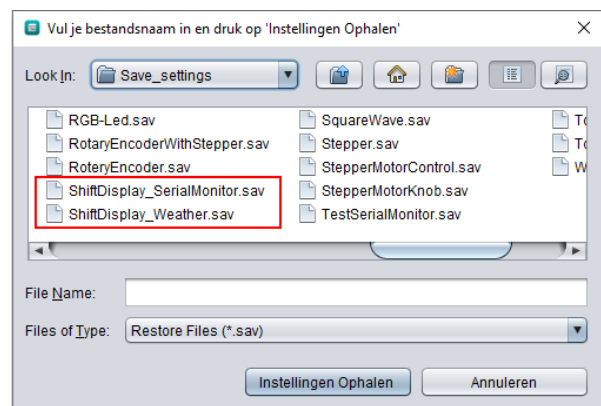 Vul je bestandsnaam in en druk op 'Instellingen Ophalen'
Look In: Save_settings
RGB-Led.sav
RotaryEncoderWithStepper.sav
RoteryEncoder.sav
ShiftDisplay_SerialMonitor.sav
ShiftDisplay_Weather.sav
SquareWave.sav
Stepper.sav
StepperMotorControl.sav
StepperMotorKnob.sav
TestSerialMonitor.sav
File Name:
Files of Type: Restore Files (*.sav)
Instellingen Ophalen Annuleren